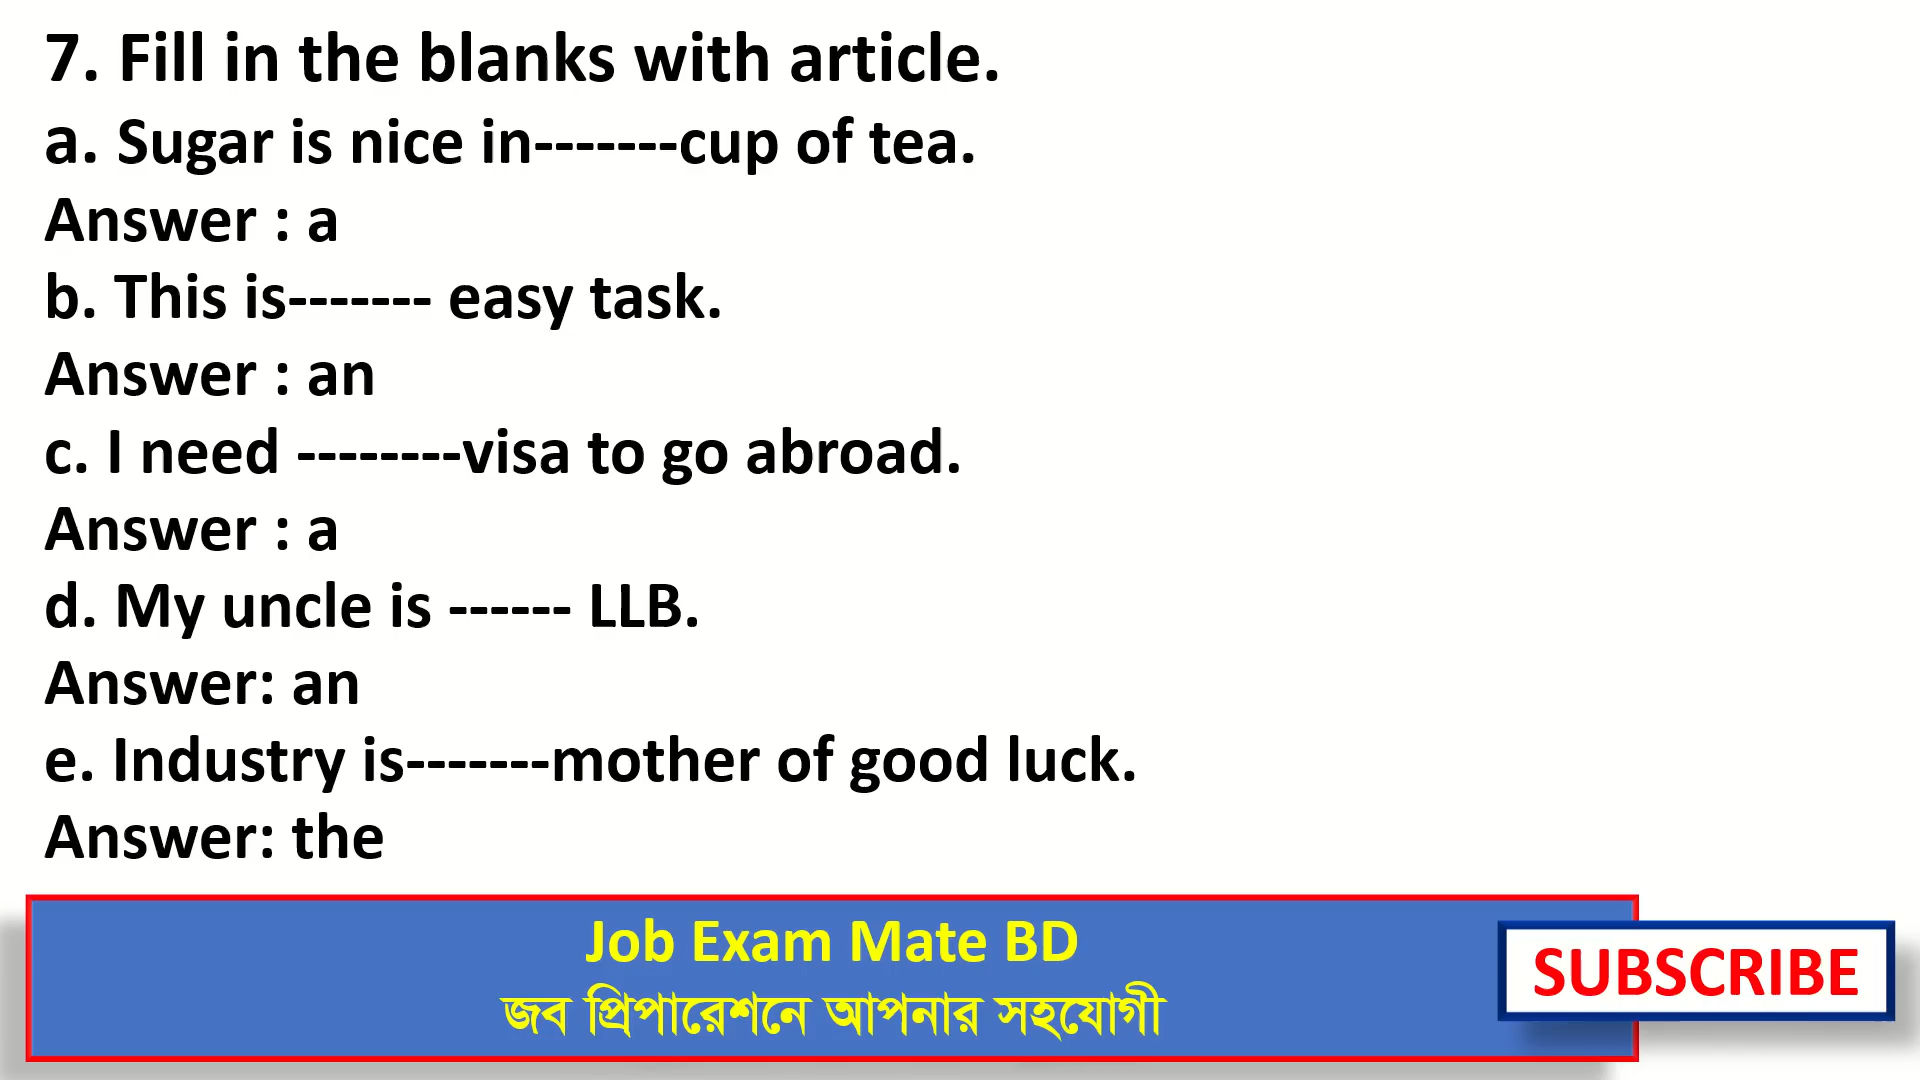 7. Fill in the blanks with article.
a. Sugar is nice in-------cup of tea.
Answer : a
b. This is------- easy task.
Answer : an
c. I need --------visa to go abroad.
Answer : a
d. My uncle is ------ LLB.
Answer: an
e. Industry is-------mother of good luck.
Answer: the
Job Exam Mate BD
জব প্রিপারেশনে আপনার সহযোগী
SUBSCRIBE